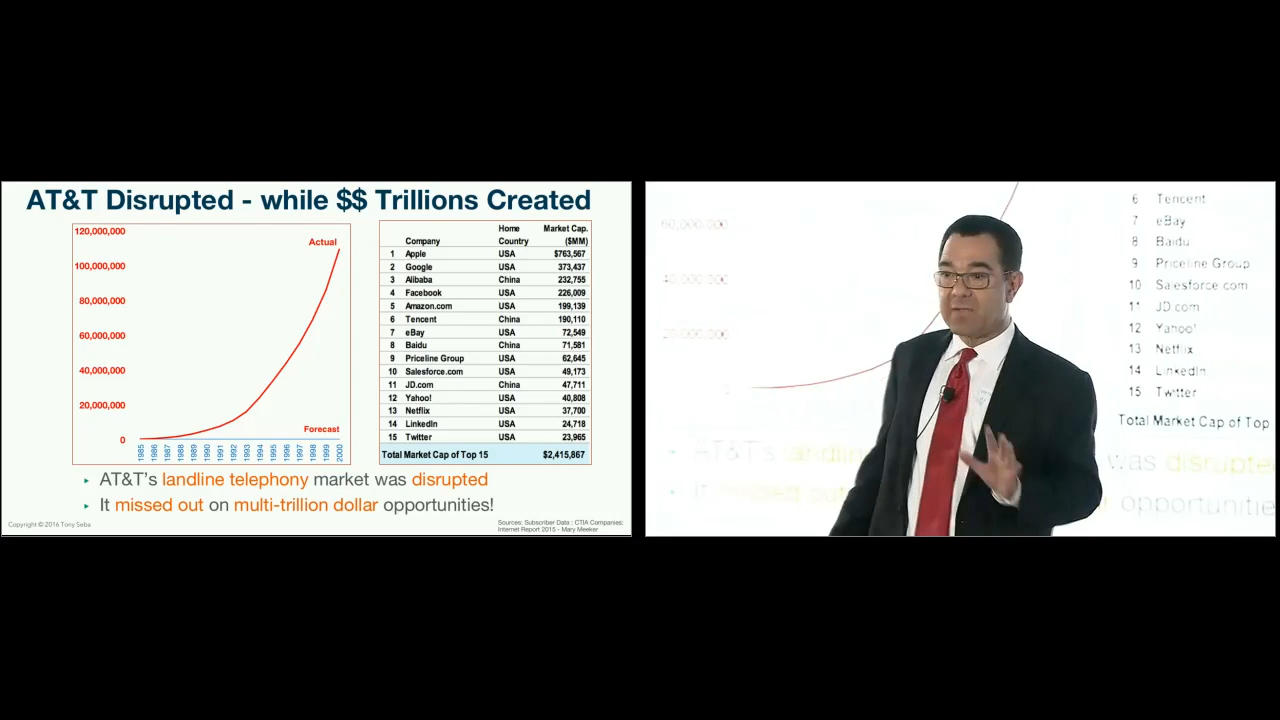 AT&T Disrupted - while $$ Trillions Created
120,000,000
100,000,000
80,000,000
60,000,000
40,000,000
20,000,000
0
Actual
Forecast
1985 1986 1987 1988 1989 1990 1991 1992 1993 1994 1995 1996 1997 1998 1999 2000
Home Market Cap.
Company Country ($MM)
1 Apple USA $763,567
2 Google USA 373,437
3 Alibaba China 232,755
4 Facebook USA 226,009
5 Amazon.com USA 199,139
6 Tencent China 190,110
7 eBay USA 72,549
8 Baidu China 71,581
9 Priceline Group USA 62,645
10 Salesforce.com USA 49,173
11 JD.com China 47,711
12 Yahoo! USA 40,808
13 Netflix USA 37,700
14 LinkedIn USA 24,718
15 Twitter USA 23,965
Total Market Cap of Top 15 $2,415,867
▸ AT&T's landline telephony market was disrupted
▸ It missed out on multi-trillion dollar opportunities!
Copyright © 2016 Tony Seba
Sources: Subscriber Data : CTIA Companies:
Internet Report 2015 - Mary Meeker
60,000,000
40,000,000
20,000,000
6 Tencent
7 eBay
8 Baidu
9 Priceline Group
10 Salesforce.com
11 JD.com
12 Yahoo!
13 Netflix
14 LinkedIn
15 Twitter
Total Market Cap of Top
AT&T's was
It missed opportunities